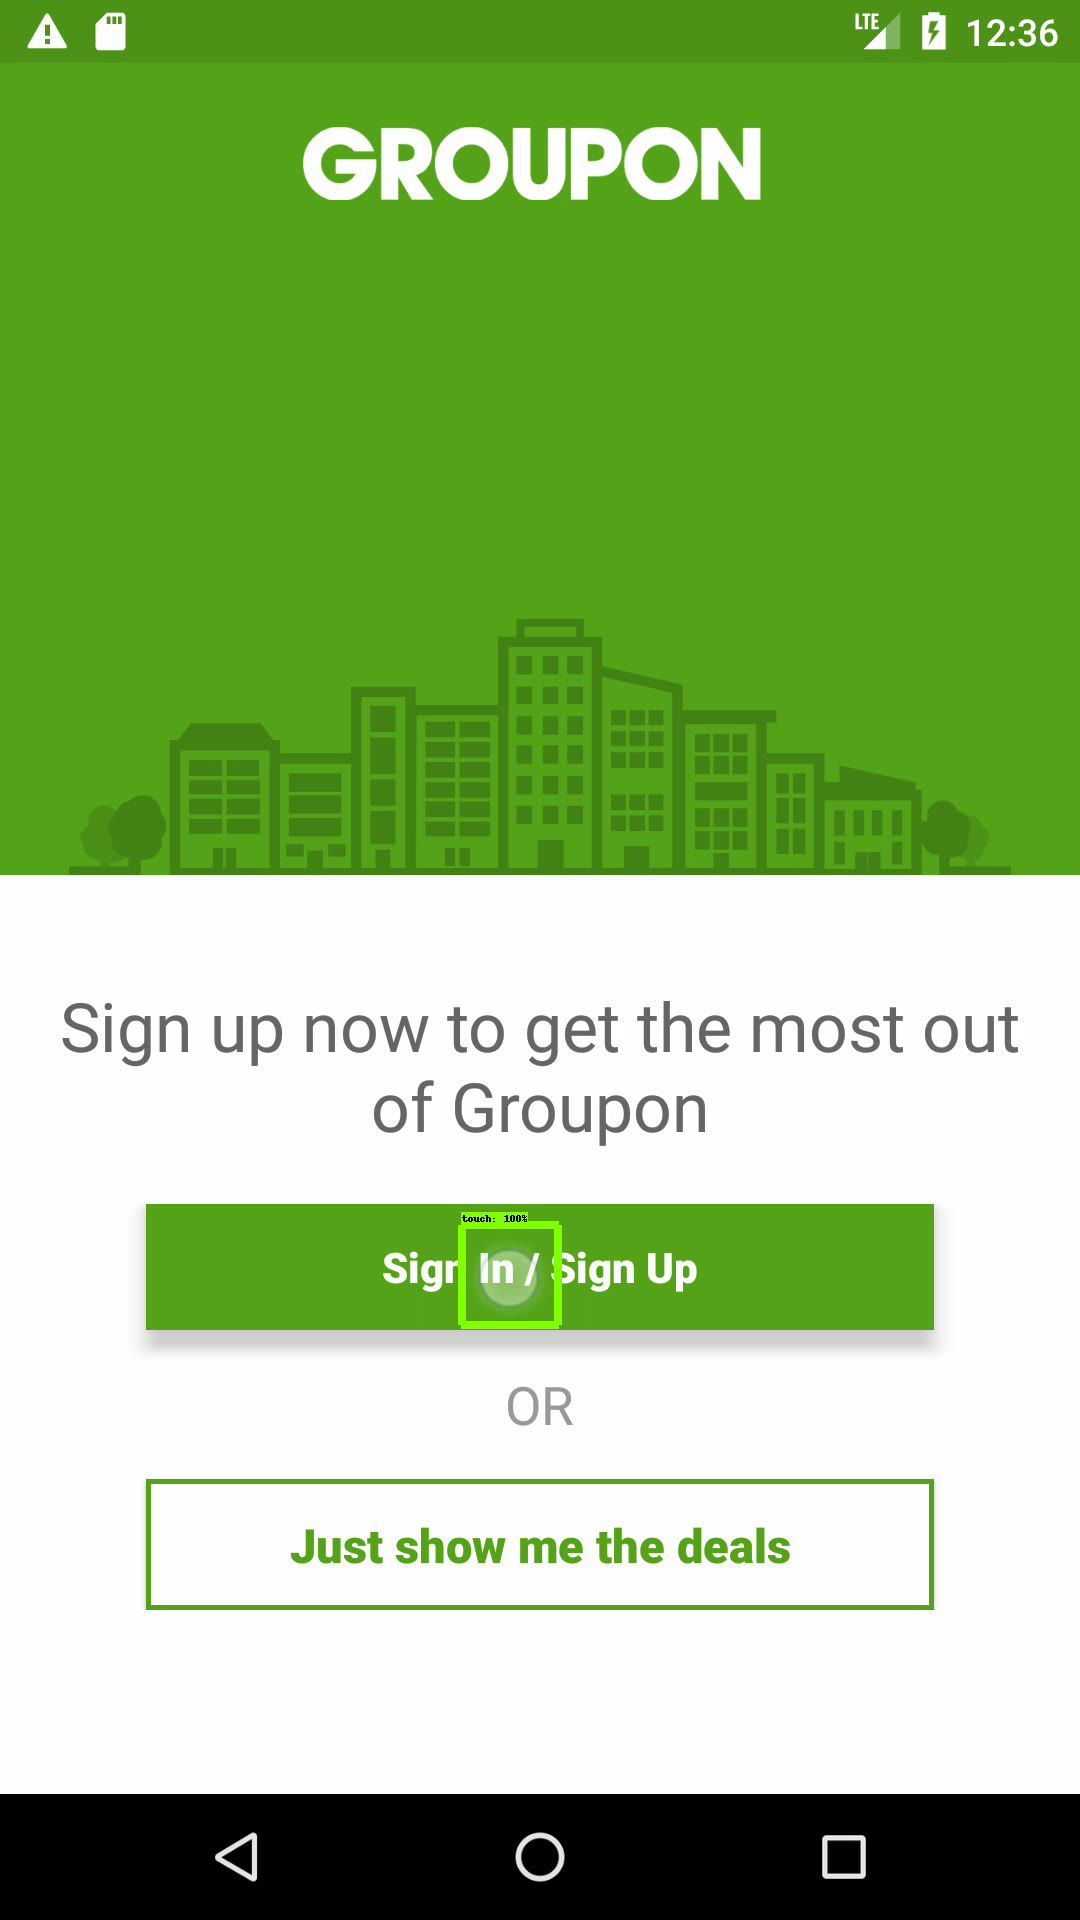 LTE 12:36
GROUPON
Sign up now to get the most out
of Groupon
touch: 100%
Sign In / Sign Up
OR
Just show me the deals